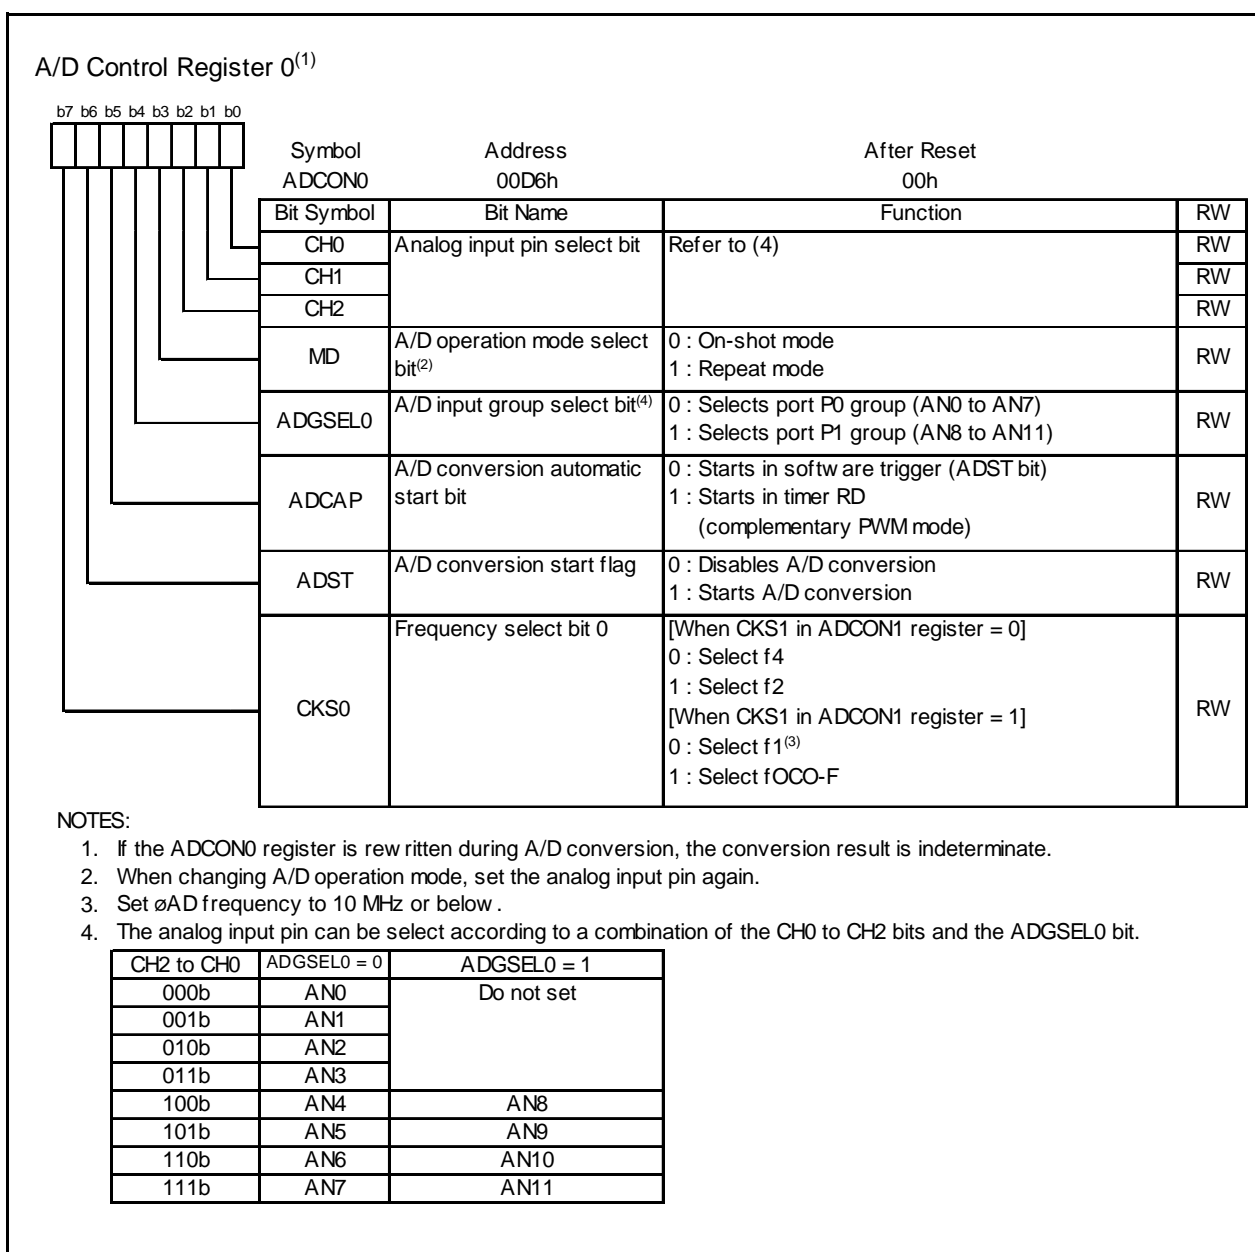 A/D Control Register 0(1)
b7 b6 b5 b4 b3 b2 b1 b0
Symbol Address After Reset
ADCON0 00D6h 00h
Bit Symbol Bit Name Function RW
CH0 Analog input pin select bit Refer to (4) RW
CH1 RW
CH2 RW
MD A/D operation mode select bit(2) 0 : On-shot mode RW
1 : Repeat mode
ADGSEL0 A/D input group select bit(4) 0 : Selects port P0 group (AN0 to AN7) RW
1 : Selects port P1 group (AN8 to AN11)
ADCAP A/D conversion automatic start bit 0 : Starts in software trigger (ADST bit) RW
1 : Starts in timer RD
(complementary PWM mode)
ADST A/D conversion start flag 0 : Disables A/D conversion RW
1 : Starts A/D conversion
CKS0 Frequency select bit 0 [When CKS1 in ADCON1 register = 0] RW
0 : Select f4
1 : Select f2
[When CKS1 in ADCON1 register = 1]
0 : Select f1(3)
1 : Select fOCO-F
NOTES:
1. If the ADCON0 register is rewritten during A/D conversion, the conversion result is indeterminate.
2. When changing A/D operation mode, set the analog input pin again.
3. Set øAD frequency to 10 MHz or below.
4. The analog input pin can be select according to a combination of the CH0 to CH2 bits and the ADGSEL0 bit.
CH2 to CH0 ADGSEL0 = 0 ADGSEL0 = 1
000b AN0 Do not set
001b AN1
010b AN2
011b AN3
100b AN4 AN8
101b AN5 AN9
110b AN6 AN10
111b AN7 AN11